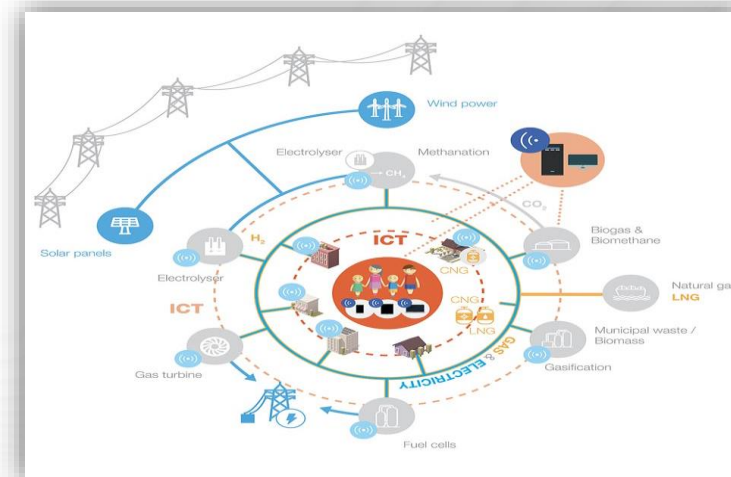 Wind power
Electrolyser
Methanation
→ CH₄
CO₂
Solar panels
H₂
ICT
Biogas &
Biomethane
Electrolyser
CNG
Natural ga
LNG
CNG
LNG
ICT
Municipal waste /
Biomass
Gas turbine
Gasification
GAS & ELECTRICITY
Fuel cells